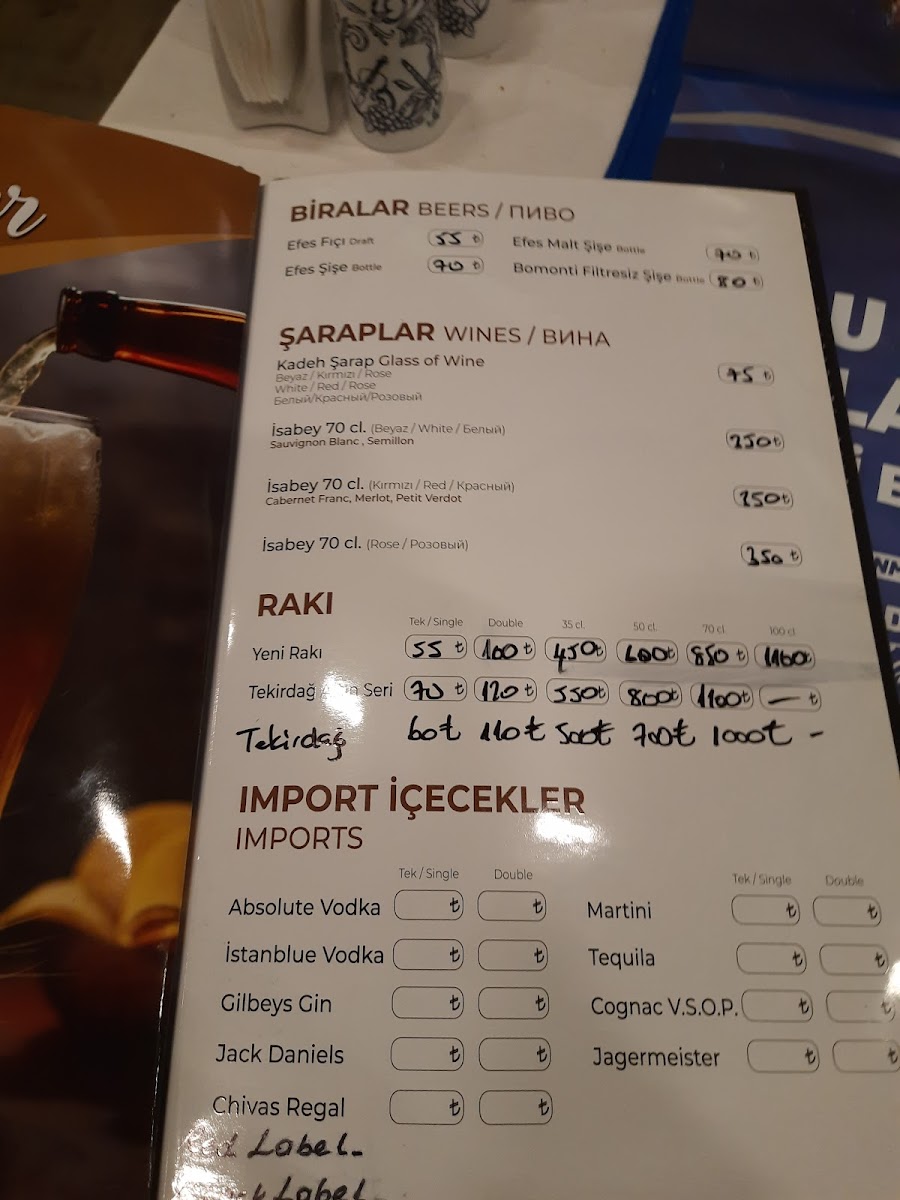 BİRALAR BEERS / ПИВО
Efes Fıçı Draft 55 ₺ Efes Malt Şişe Bottle 70 ₺
Efes Şişe Bottle 70 ₺ Bomonti Filtresiz Şişe Bottle 80 ₺
ŞARAPLAR WINES / ВИНА
Kadeh Şarap Glass of Wine 75 ₺
Beyaz / Kırmızı / Rose
White / Red / Rose
Белый/Красный/Розовый
İsabey 70 cl. (Beyaz / White / Белый) 350₺
Sauvignon Blanc , Semillon
İsabey 70 cl. (Kırmızı / Red / Красный) 350₺
Cabernet Franc, Merlot, Petit Verdot
İsabey 70 cl. (Rose / Розовый) 350 ₺
RAKI
Tek / Single Double 35 cl. 50 cl. 70 cl. 100 cl
Yeni Rakı 55 ₺ 100 ₺ 450₺ 600₺ 850 ₺ 1160₺
Tekirdağ Seri 70 ₺ 120 ₺ 550₺ 800₺ 1100₺ — ₺
Tekirdağ 60₺ 110₺ 500₺ 700₺ 1000₺ -
IMPORT İÇECEKLER
IMPORTS
Tek / Single Double Tek / Single Double
Absolute Vodka ₺ ₺ Martini ₺ ₺
İstanblue Vodka ₺ ₺ Tequila ₺ ₺
Gilbeys Gin ₺ ₺ Cognac V.S.O.P. ₺ ₺
Jack Daniels ₺ ₺ Jagermeister ₺ ₺
Chivas Regal ₺ ₺
Red Label-
Label-